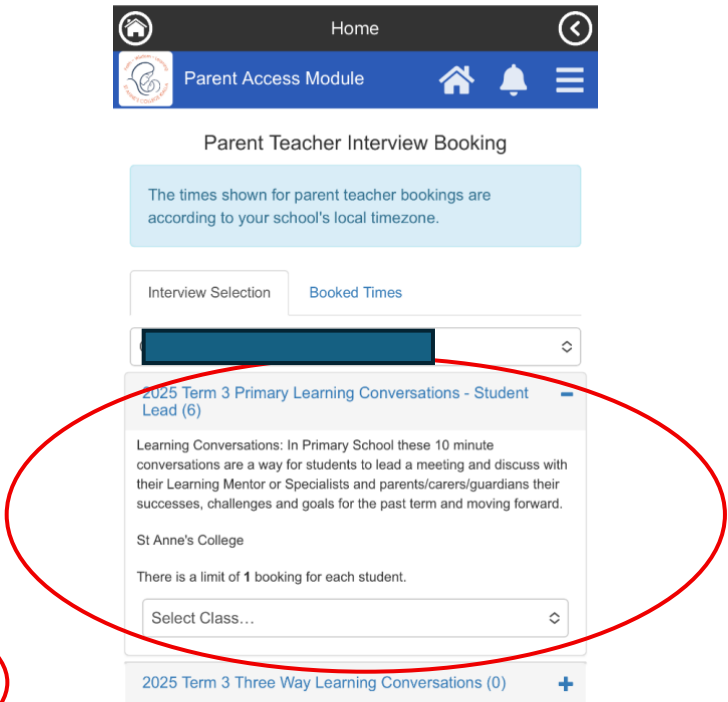 Home
Parent Access Module
Parent Teacher Interview Booking
The times shown for parent teacher bookings are
according to your school's local timezone.
Interview Selection
Booked Times
2025 Term 3 Primary Learning Conversations - Student
Lead (6)
Learning Conversations: In Primary School these 10 minute
conversations are a way for students to lead a meeting and discuss with
their Learning Mentor or Specialists and parents/carers/guardians their
successes, challenges and goals for the past term and moving forward.
St Anne's College
There is a limit of 1 booking for each student.
Select Class...
2025 Term 3 Three Way Learning Conversations (0)